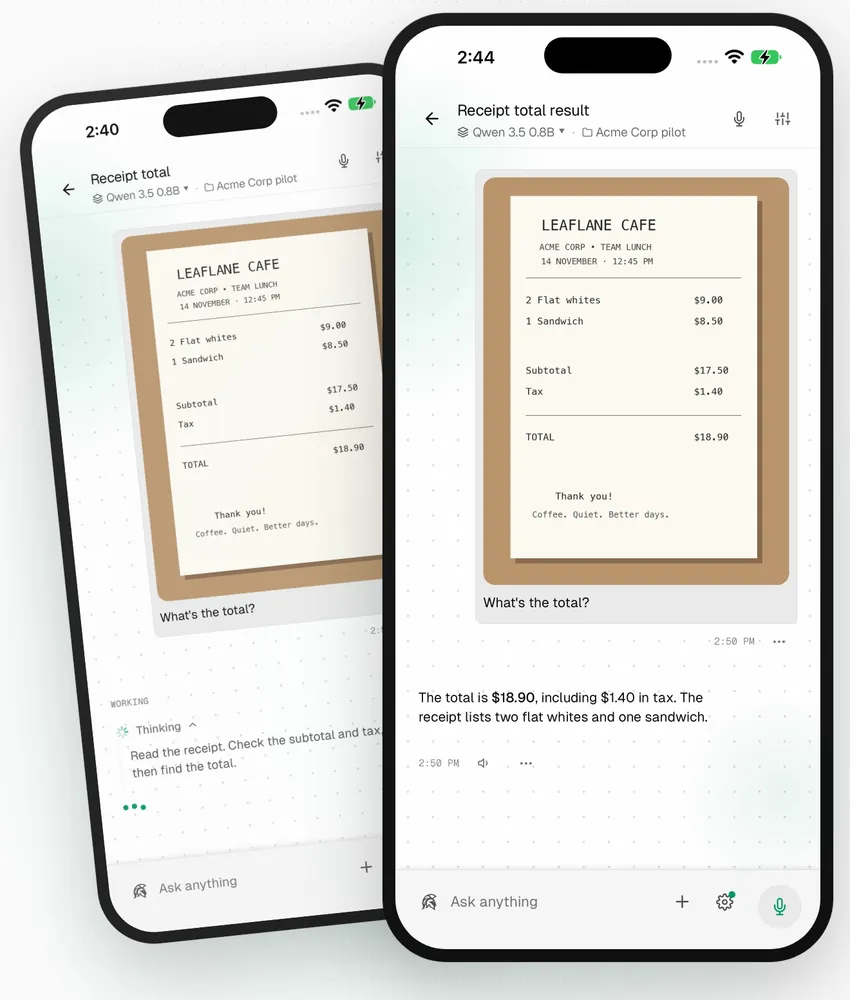 2:40
Receipt total
Qwen 3.5 0.8B · Acme Corp pilot
LEAFLANE CAFE
ACME CORP • TEAM LUNCH
14 NOVEMBER · 12:45 PM
2 Flat whites $9.00
1 Sandwich $8.50
Subtotal $17.50
Tax $1.40
TOTAL $18.90
Thank you!
Coffee. Quiet. Better days.
What's the total?
WORKING
Thinking
Read the receipt. Check the subtotal and tax,
then find the total.
Ask anything
2:44
Receipt total result
Qwen 3.5 0.8B · Acme Corp pilot
LEAFLANE CAFE
ACME CORP • TEAM LUNCH
14 NOVEMBER · 12:45 PM
2 Flat whites $9.00
1 Sandwich $8.50
Subtotal $17.50
Tax $1.40
TOTAL $18.90
Thank you!
Coffee. Quiet. Better days.
What's the total?
2:50 PM
The total is $18.90, including $1.40 in tax. The
receipt lists two flat whites and one sandwich.
2:50 PM
Ask anything